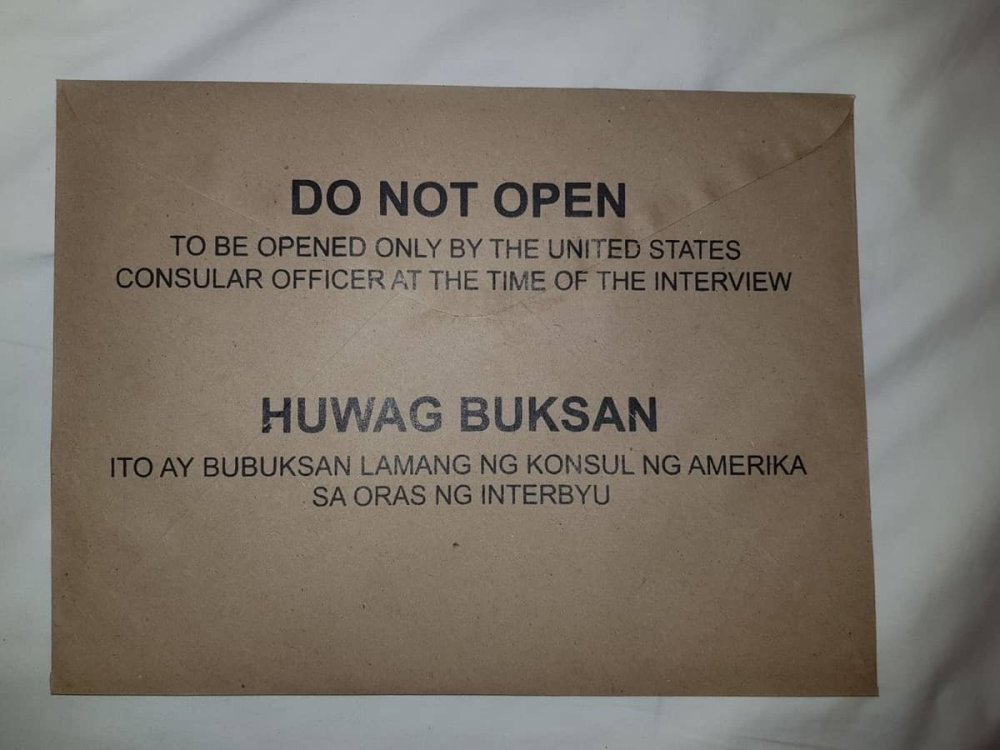 DO NOT OPEN
TO BE OPENED ONLY BY THE UNITED STATES
CONSULAR OFFICER AT THE TIME OF THE INTERVIEW
HUWAG BUKSAN
ITO AY BUBUKSAN LAMANG NG KONSUL NG AMERIKA
SA ORAS NG INTERBYU